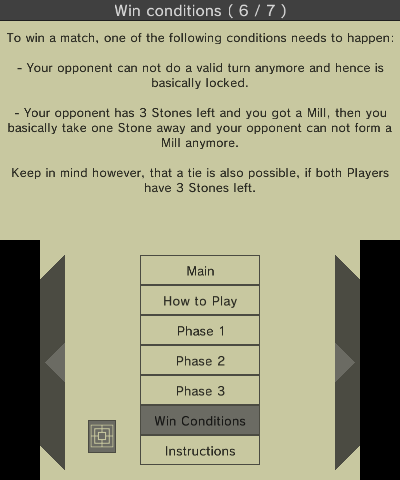 Win conditions ( 6 / 7 )
To win a match, one of the following conditions needs to happen:
- Your opponent can not do a valid turn anymore and hence is
basically locked.
- Your opponent has 3 Stones left and you got a Mill, then you
basically take one Stone away and your opponent can not form a
Mill anymore.
Keep in mind however, that a tie is also possible, if both Players
have 3 Stones left.
Main
How to Play
Phase 1
Phase 2
Phase 3
Win Conditions
Instructions